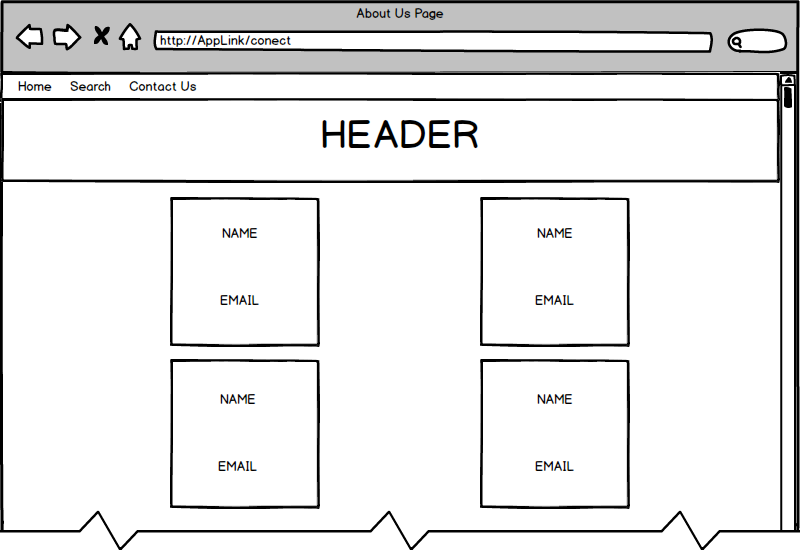 About Us Page
http://AppLink/conect
Home Search Contact Us
HEADER
NAME NAME
EMAIL EMAIL
NAME NAME
EMAIL EMAIL